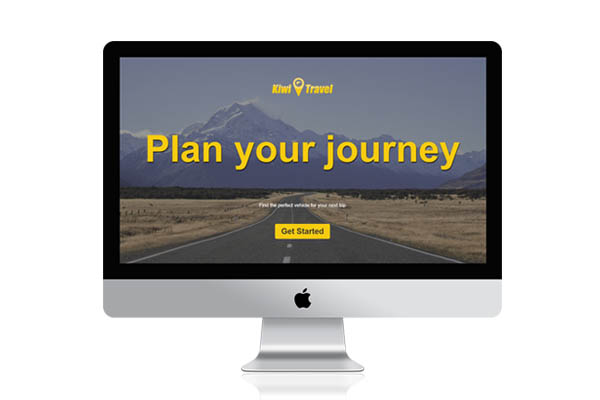 Kiwi Travel
Plan your journey
Find the perfect vehicle for your next trip
Get Started